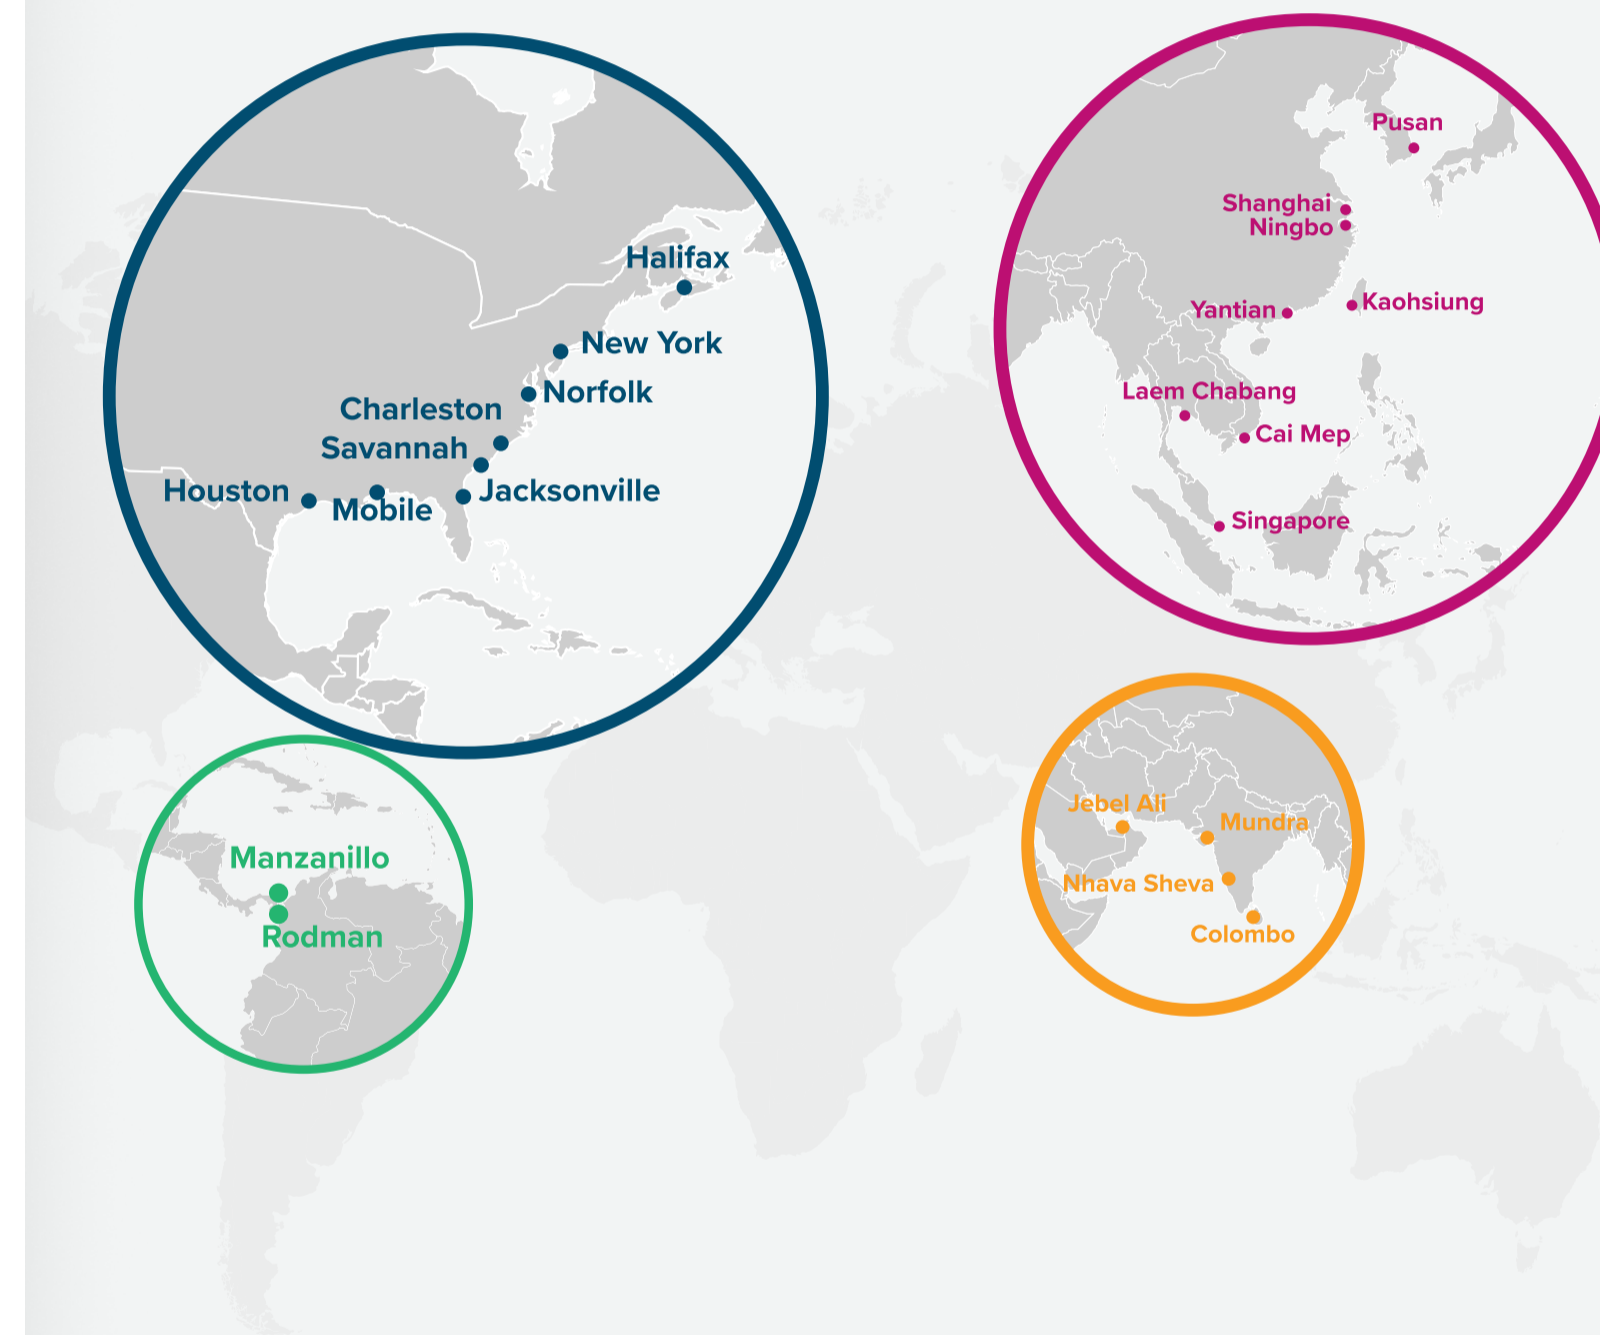 Halifax
New York
Norfolk
Charleston
Savannah
Houston
Mobile
Jacksonville
Pusan
Shanghai
Ningbo
Yantian
Kaohsiung
Laem Chabang
Cai Mep
Singapore
Manzanillo
Rodman
Jebel Ali
Mundra
Nhava Sheva
Colombo